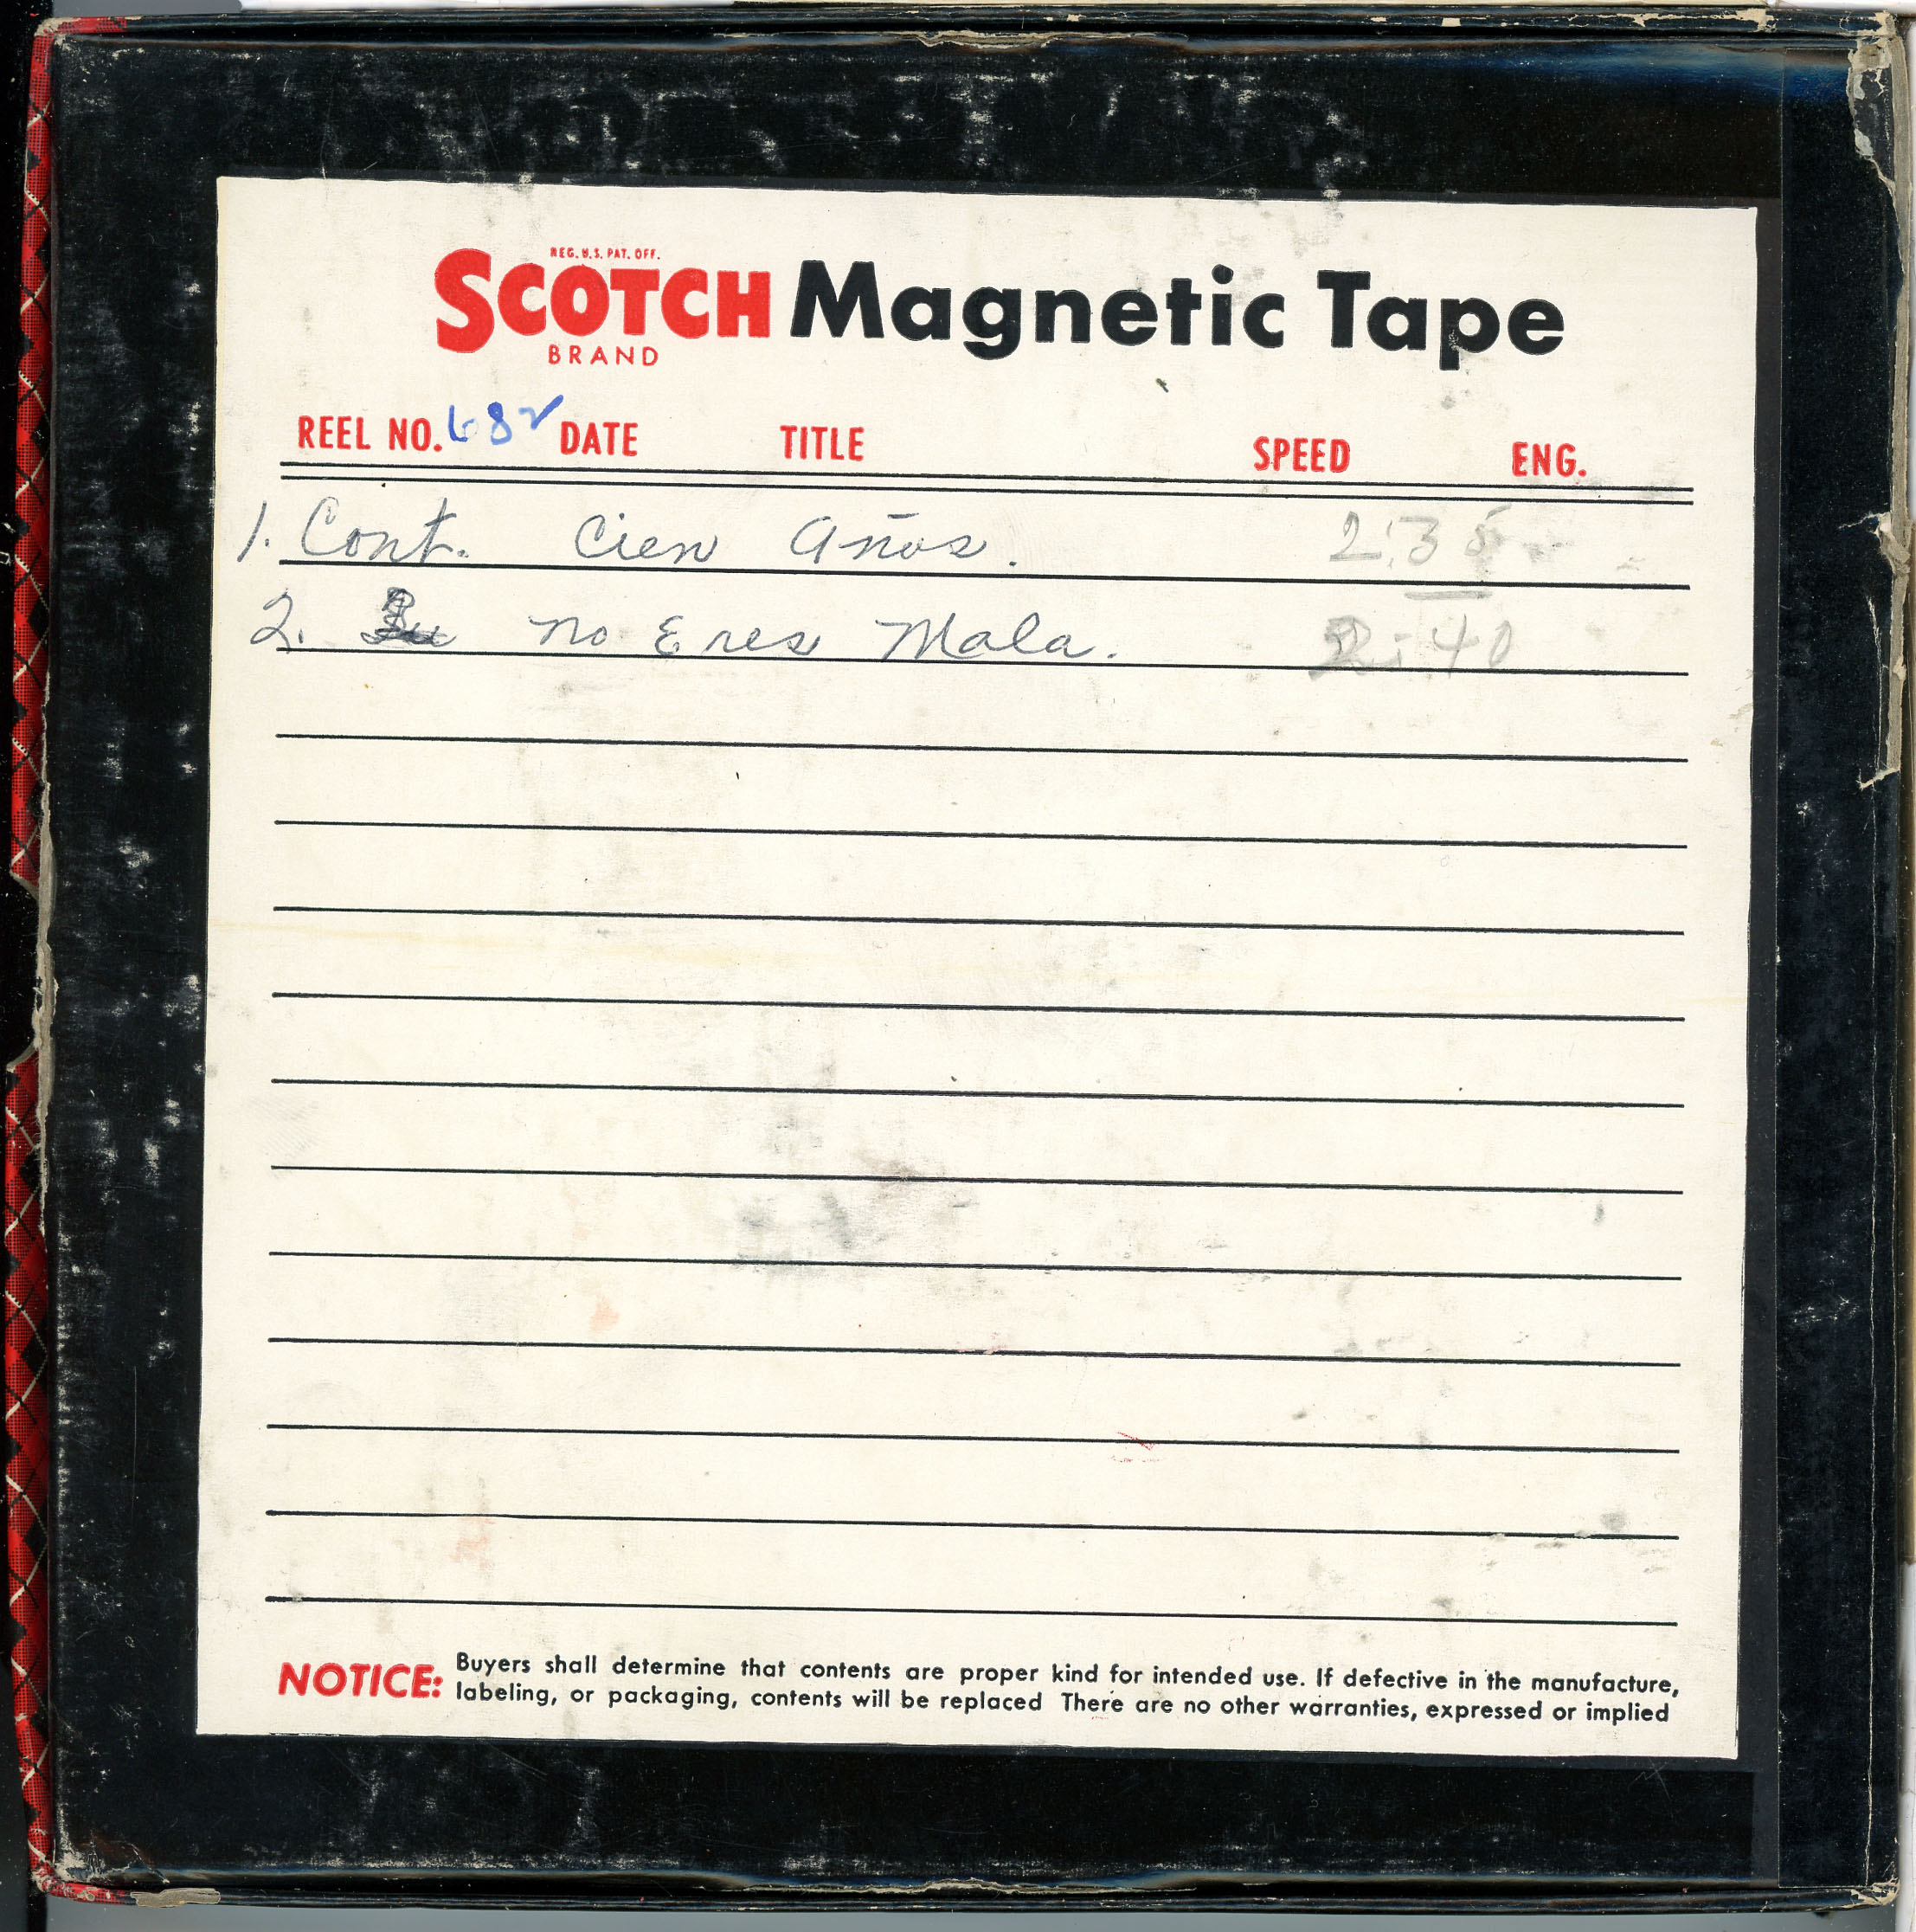 REG. U.S. PAT. OFF.
SCOTCH Magnetic Tape
BRAND
REEL NO. 682 DATE TITLE SPEED ENG.
1. Cont. Cien Años. 2:35
2. No Eres Mala. 2:40
NOTICE: Buyers shall determine that contents are proper kind for intended use. If defective in the manufacture,
labeling, or packaging, contents will be replaced There are no other warranties, expressed or implied